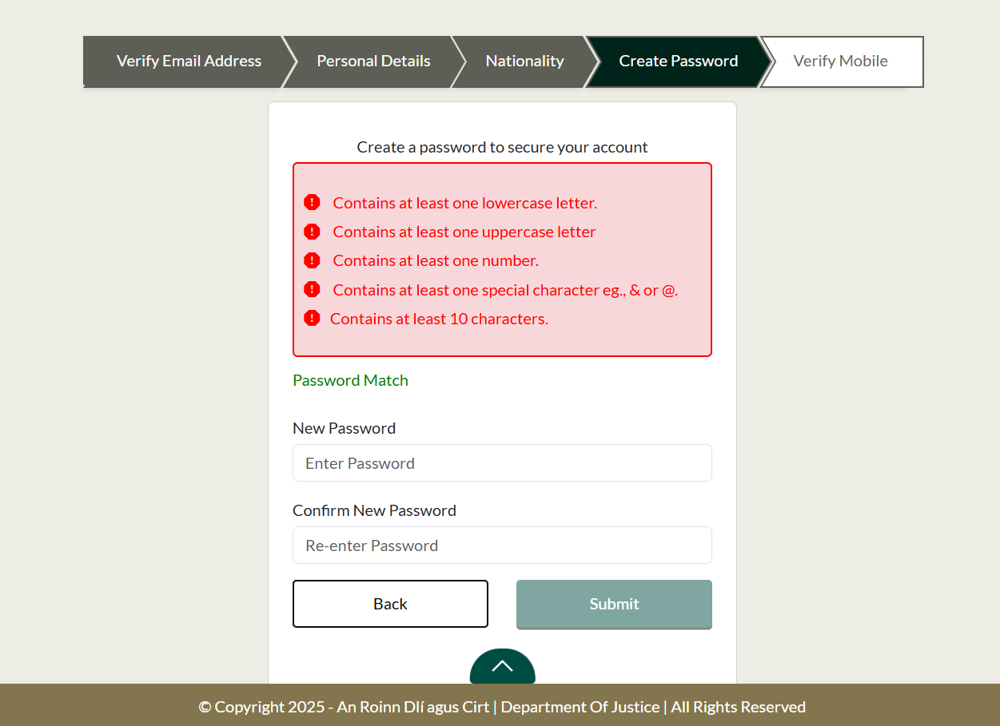 Verify Email Address
Personal Details
Nationality
Create Password
Verify Mobile
Create a password to secure your account
Contains at least one lowercase letter.
Contains at least one uppercase letter
Contains at least one number.
Contains at least one special character eg., & or @.
Contains at least 10 characters.
Password Match
New Password
Enter Password
Confirm New Password
Re-enter Password
Back
Submit
© Copyright 2025 - An Roinn Dlí agus Cirt | Department Of Justice | All Rights Reserved